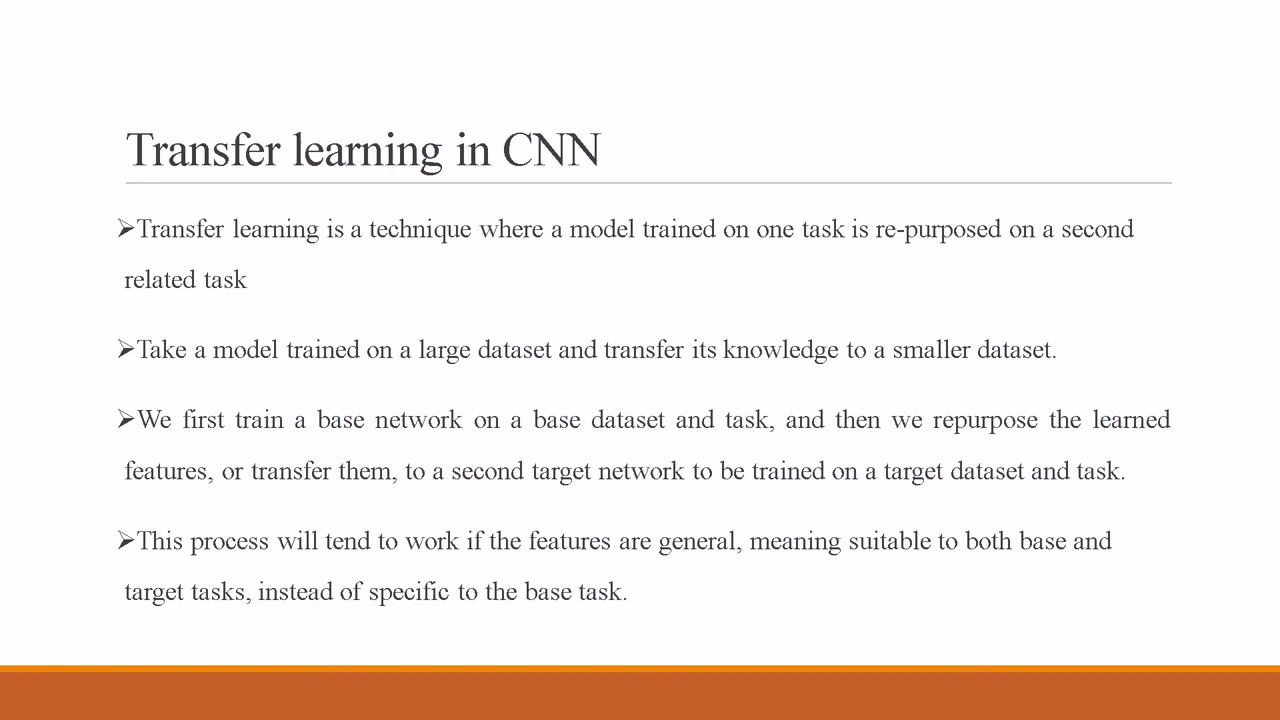 Transfer learning in CNN
➢Transfer learning is a technique where a model trained on one task is re-purposed on a second
related task
➢Take a model trained on a large dataset and transfer its knowledge to a smaller dataset.
➢We first train a base network on a base dataset and task, and then we repurpose the learned
features, or transfer them, to a second target network to be trained on a target dataset and task.
➢This process will tend to work if the features are general, meaning suitable to both base and
target tasks, instead of specific to the base task.